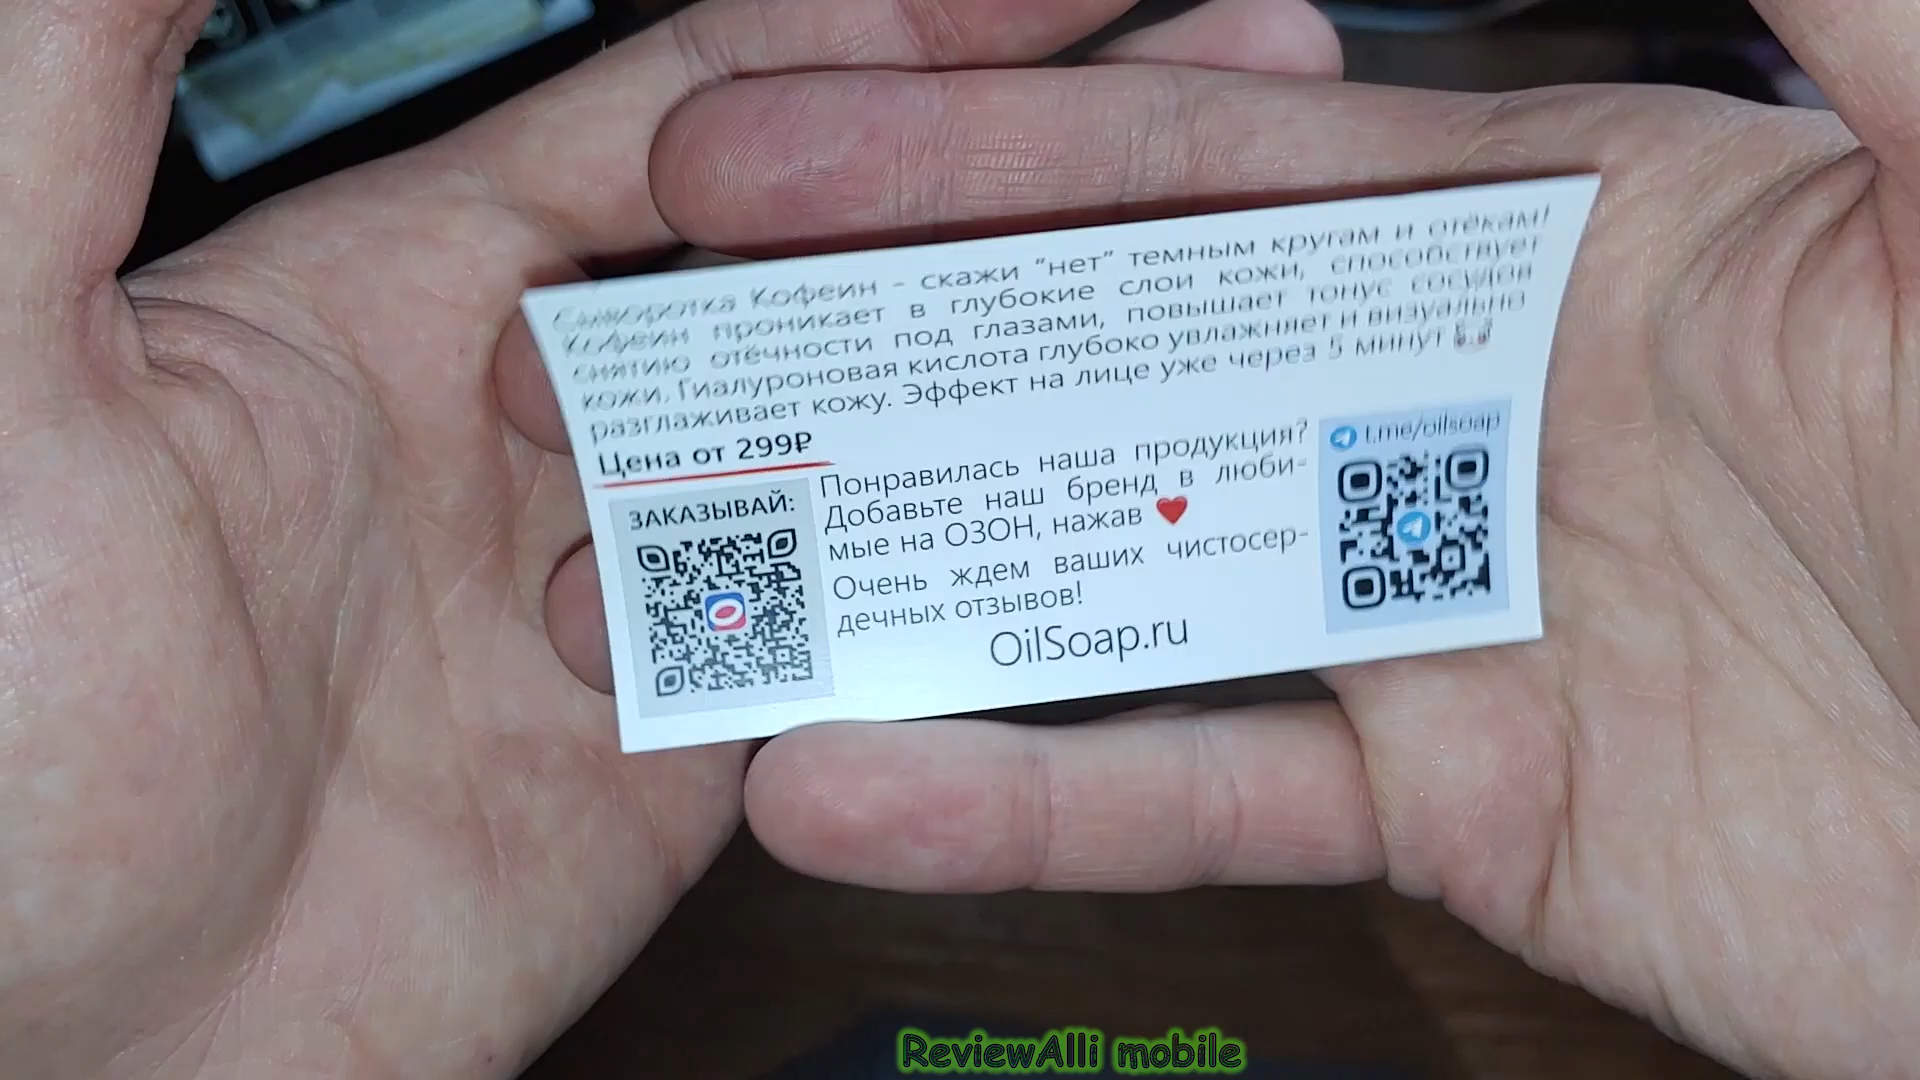 Сыворотка Кофеин - скажи "нет" темным кругам и отёкам!
Кофеин проникает в глубокие слои кожи, способствует
снятию отёчности под глазами, повышает тонус сосудов
кожи. Гиалуроновая кислота глубоко увлажняет и визуально
разглаживает кожу. Эффект на лице уже через 5 минут
Цена от 299₽
ЗАКАЗЫВАЙ:
Понравилась наша продукция?
Добавьте наш бренд в люби-
мые на ОЗОН, нажав ❤
Очень ждем ваших чистосер-
дечных отзывов!
OilSoap.ru
t.me/oilsoap
ReviewAlli mobile